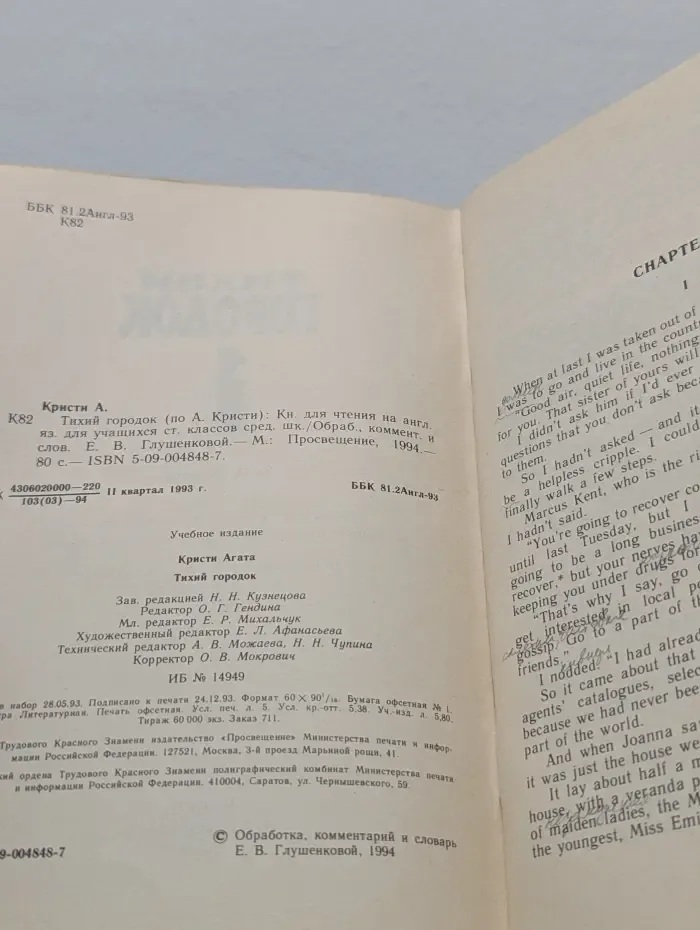 ББК 81.2Англ-93
К82
Кристи А.
К82 Тихий городок (по А. Кристи): Кн. для чтения на англ.
яз. для учащихся ст. классов сред. шк./Обраб., коммент. и
слов. Е. В. Глушенковой.— М.: Просвещение, 1994.—
80 с.— ISBN 5-09-004848-7.
4306020000—220
103(03)—94
II квартал 1993 г.
ББК 81.2Англ-93
Учебное издание
Кристи Агата
Тихий городок
Зав. редакцией Н. Н. Кузнецова
Редактор О. Г. Гендина
Мл. редактор Е. Р. Михальчук
Художественный редактор Е. Л. Афанасьева
Технический редактор А. В. Можаева, Н. Н. Чупина
Корректор О. В. Мокрович
ИБ № 14949
в набор 28.05.93. Подписано к печати 24.12.93. Формат 60 × 90 1/16. Бумага офсетная № 1.
Литературная. Печать офсетная. Усл. печ. л. 5. Усл. кр.-отт. 5,38. Уч.-изд. л. 5,80.
Тираж 60 000 экз. Заказ 711.
Трудового Красного Знамени издательство «Просвещение» Министерства печати и инфор-
мации Российской Федерации. 127521, Москва, 3-й проезд Марьиной рощи, 41.
ордена Трудового Красного Знамени полиграфический комбинат Министерства печати
и информации Российской Федерации. 410004, Саратов, ул. Чернышевского, 59.
9-004848-7
© Обработка, комментарий и словарь
Е. В. Глушенковой, 1994
CHAPTE
I
When at last I was taken out of
I was to go and live in the count
"Good air, quiet life, nothing
for you. That sister of yours will
I didn't ask him if I'd ever
questions that you don't ask bec
to them.
So I hadn't asked — and it
be a helpless cripple. I could
finally walk a few steps.
Marcus Kent, who is the ri
I hadn't said.
"You're going to recover co
until last Tuesday, but I
going to be a long busines
recover,* but your nerves ha
keeping you under drugs for
"That's why I say, go
get interested in local po
gossip. Go to a part of th
friends."
I nodded. "I had alread
So it came about that
agents' catalogues, selec
because we had never been
part of the world.
And when Joanna sa
it was just the house we
It lay about half a m
house, with a veranda p
of maiden ladies, the M
the youngest, Miss Emi